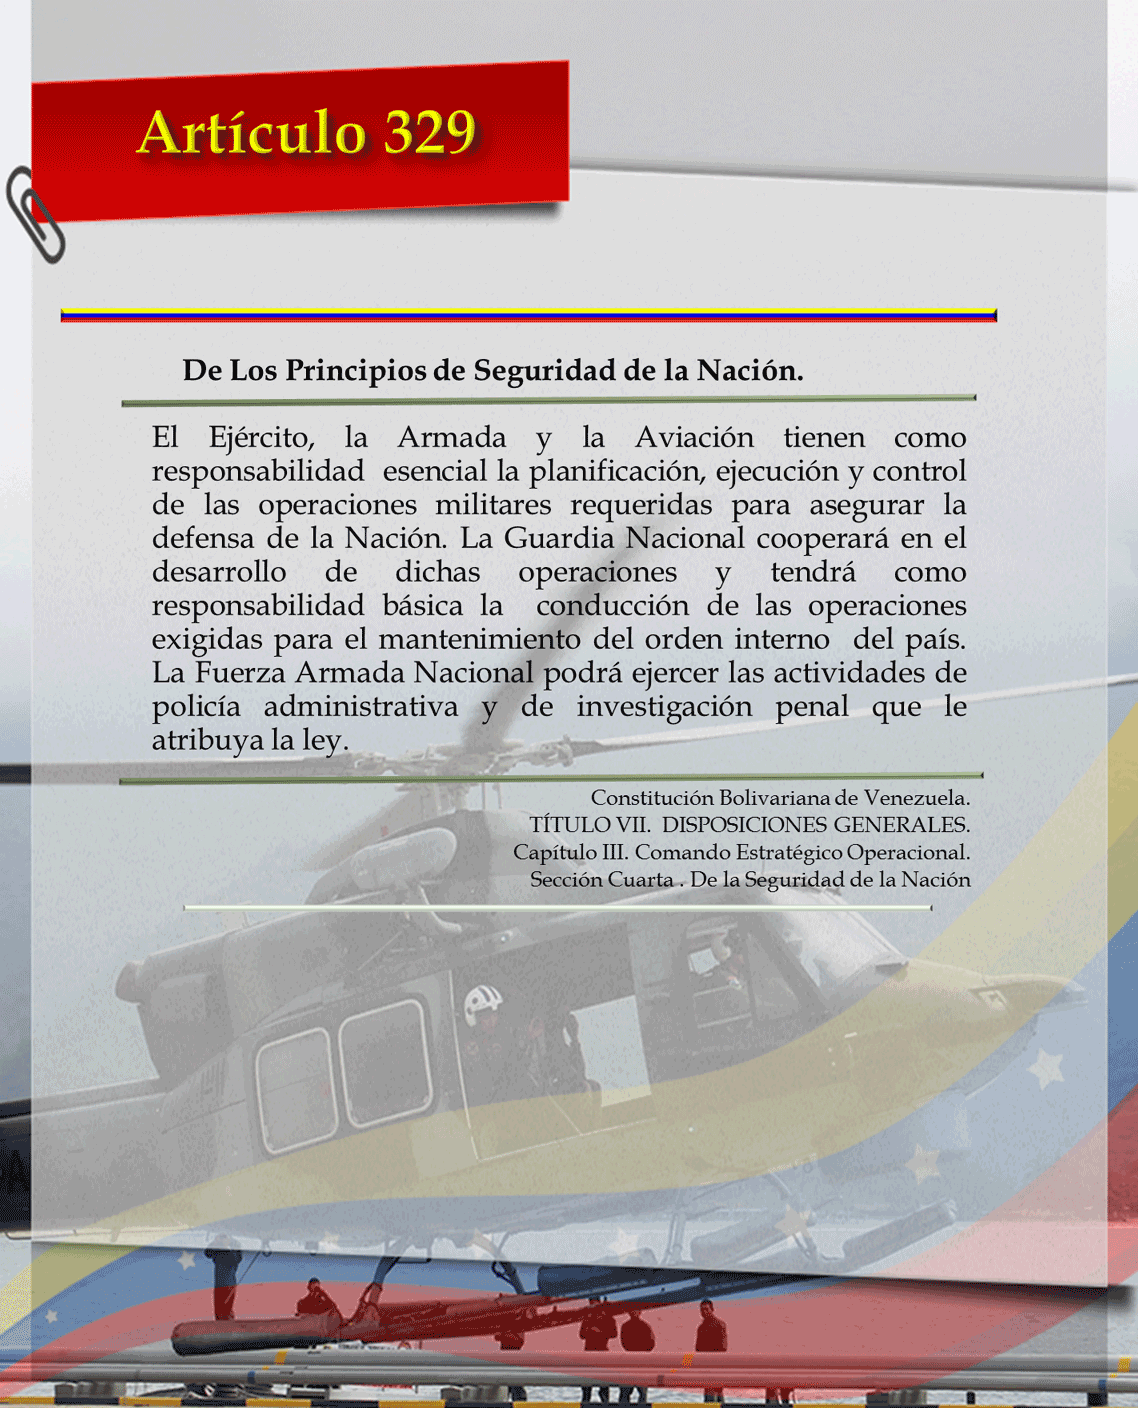 Artículo 329
De Los Principios de Seguridad de la Nación.
El Ejército, la Armada y la Aviación tienen como
responsabilidad esencial la planificación, ejecución y control
de las operaciones militares requeridas para asegurar la
defensa de la Nación. La Guardia Nacional cooperará en el
desarrollo de dichas operaciones y tendrá como
responsabilidad básica la conducción de las operaciones
exigidas para el mantenimiento del orden interno del país.
La Fuerza Armada Nacional podrá ejercer las actividades de
policía administrativa y de investigación penal que le
atribuya la ley.
Constitución Bolivariana de Venezuela.
TÍTULO VII. DISPOSICIONES GENERALES.
Capítulo III. Comando Estratégico Operacional.
Sección Cuarta . De la Seguridad de la Nación